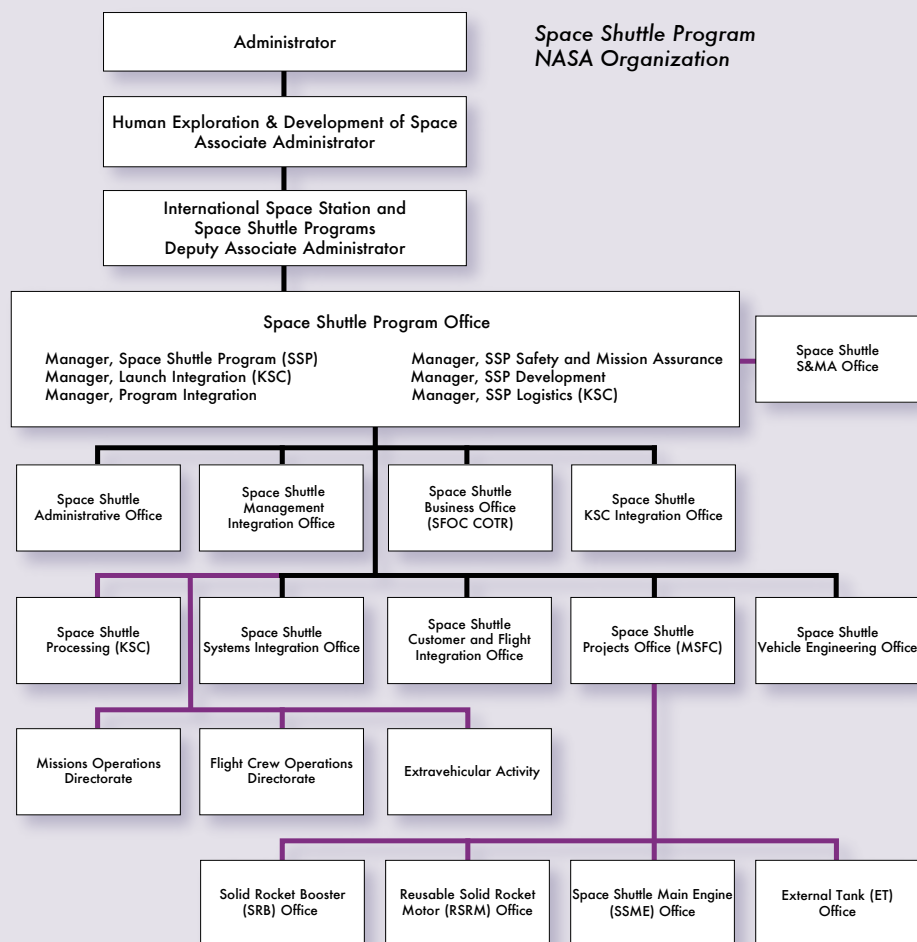 Space Shuttle Program
NASA Organization
Administrator
Human Exploration & Development of Space
Associate Administrator
International Space Station and
Space Shuttle Programs
Deputy Associate Administrator
Space Shuttle Program Office
Manager, Space Shuttle Program (SSP)
Manager, Launch Integration (KSC)
Manager, Program Integration
Manager, SSP Safety and Mission Assurance
Manager, SSP Development
Manager, SSP Logistics (KSC)
Space Shuttle
S&MA Office
Space Shuttle
Administrative Office
Space Shuttle
Management
Integration Office
Space Shuttle
Business Office
(SFOC COTR)
Space Shuttle
KSC Integration Office
Space Shuttle
Processing (KSC)
Space Shuttle
Systems Integration Office
Space Shuttle
Customer and Flight
Integration Office
Space Shuttle
Projects Office (MSFC)
Space Shuttle
Vehicle Engineering Office
Missions Operations
Directorate
Flight Crew Operations
Directorate
Extravehicular Activity
Solid Rocket Booster
(SRB) Office
Reusable Solid Rocket
Motor (RSRM) Office
Space Shuttle Main Engine
(SSME) Office
External Tank (ET)
Office